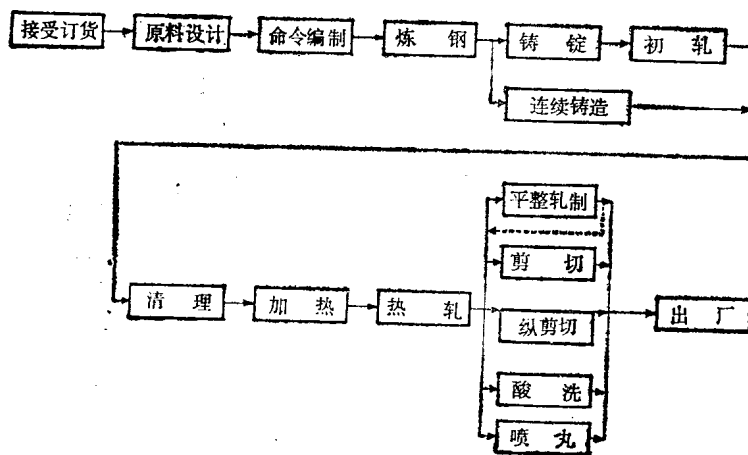 接受订货
原料设计
命令编制
炼钢
铸锭
初轧
连续铸造
平整轧制
剪切
清理
加热
热轧
纵剪切
出厂
酸洗
喷丸